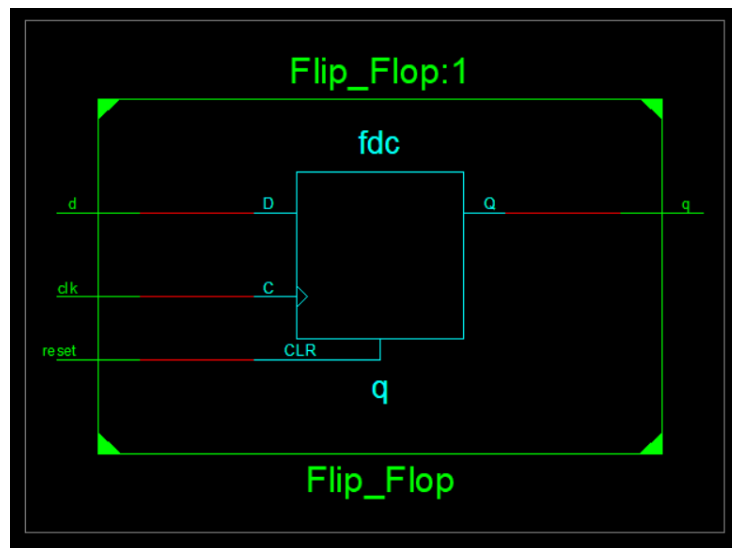 Flip_Flop:1
fdc
d D Q q
clk C
reset CLR
q
Flip_Flop